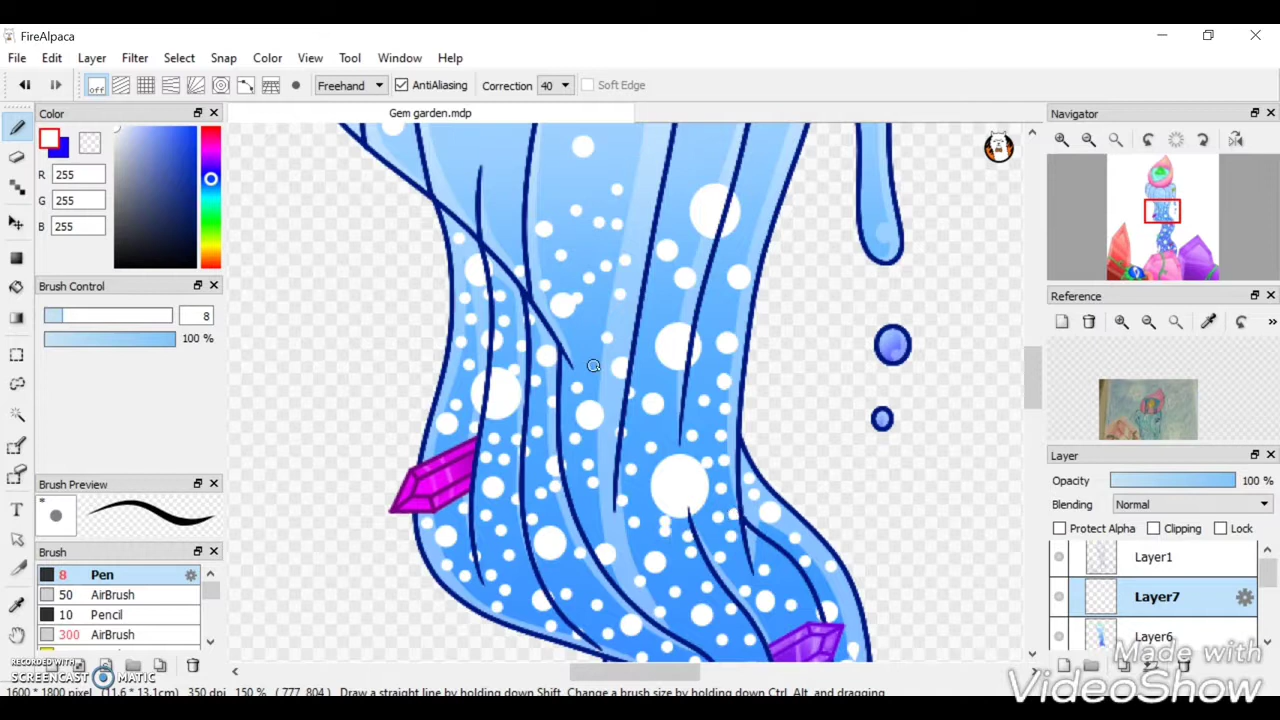 FireAlpaca
File Edit Layer Filter Select Snap Color View Tool Window Help
off Freehand AntiAliasing Correction 40 Soft Edge
Color
Gem garden.mdp
Navigator
R 255
G 255
B 255
Brush Control
8
100 %
Reference
Brush Preview
*
Layer
Opacity 100 %
Blending Normal
Protect Alpha Clipping Lock
Layer1
Layer7
Layer6
Brush
8 Pen
50 AirBrush
10 Pencil
300 AirBrush
RECORDED WITH
SCREENCAST MATIC
1600 * 1800 pixel (11.6 * 13.1cm) 350 dpi 150 % ( 777, 804 ) Draw a straight line by holding down Shift, Change a brush size by holding down Ctrl, Alt, and dragging
Made with
VideoShow